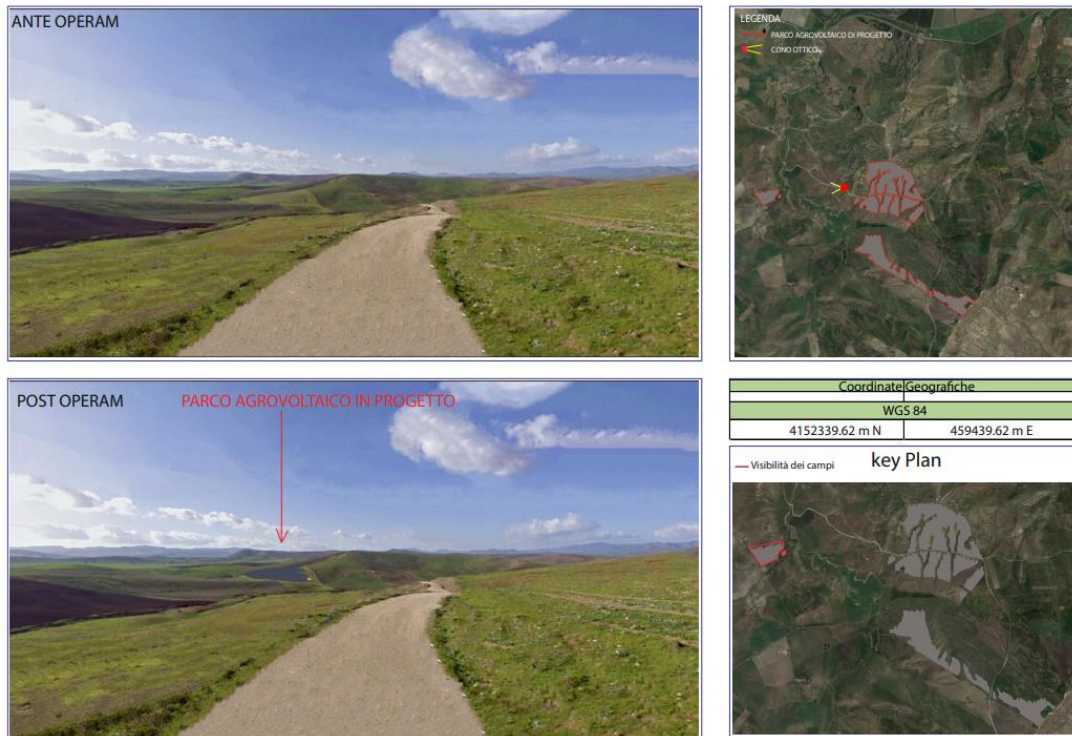 ANTE OPERAM
LEGENDA
PARCO AGROVOLTAICO DI PROGETTO
CONO OTTICO
POST OPERAM
PARCO AGROVOLTAICO IN PROGETTO
Coordinate Geografiche
WGS 84
4152339.62 m N 459439.62 m E
Visibilità dei campi
key Plan